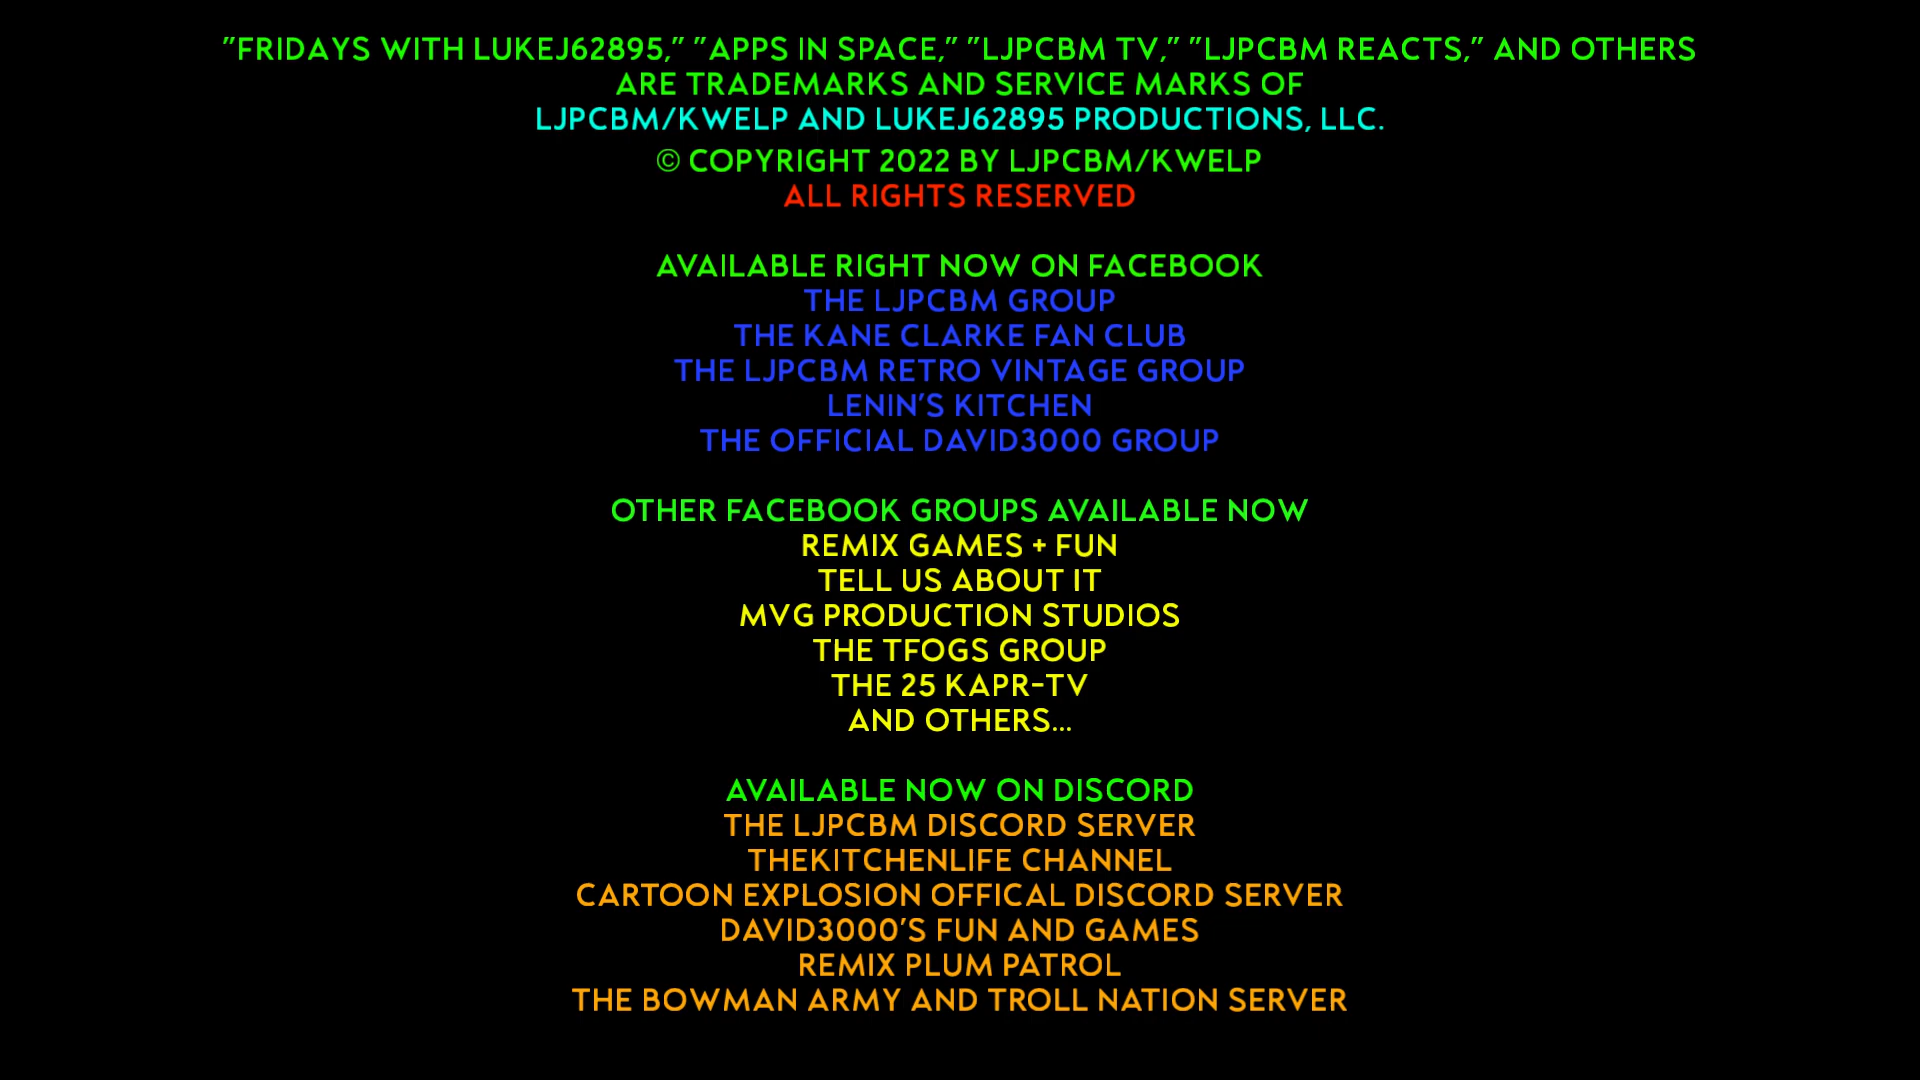 "FRIDAYS WITH LUKEJ62895," "APPS IN SPACE," "LJPCBM TV," "LJPCBM REACTS," AND OTHERS
ARE TRADEMARKS AND SERVICE MARKS OF
LJPCBM/KWELP AND LUKEJ62895 PRODUCTIONS, LLC.
© COPYRIGHT 2022 BY LJPCBM/KWELP
ALL RIGHTS RESERVED
AVAILABLE RIGHT NOW ON FACEBOOK
THE LJPCBM GROUP
THE KANE CLARKE FAN CLUB
THE LJPCBM RETRO VINTAGE GROUP
LENIN'S KITCHEN
THE OFFICIAL DAVID3000 GROUP
OTHER FACEBOOK GROUPS AVAILABLE NOW
REMIX GAMES + FUN
TELL US ABOUT IT
MVG PRODUCTION STUDIOS
THE TFOGS GROUP
THE 25 KAPR-TV
AND OTHERS...
AVAILABLE NOW ON DISCORD
THE LJPCBM DISCORD SERVER
THEKITCHENLIFE CHANNEL
CARTOON EXPLOSION OFFICAL DISCORD SERVER
DAVID3000'S FUN AND GAMES
REMIX PLUM PATROL
THE BOWMAN ARMY AND TROLL NATION SERVER